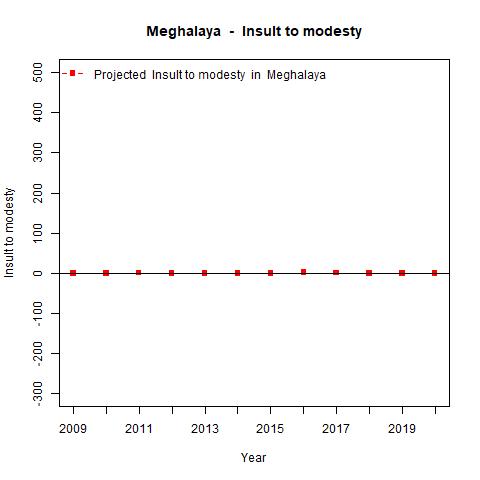 Meghalaya - Insult to modesty
Projected Insult to modesty in Meghalaya
Insult to modesty
500
400
300
200
100
0
-100
-200
-300
2009 2011 2013 2015 2017 2019
Year